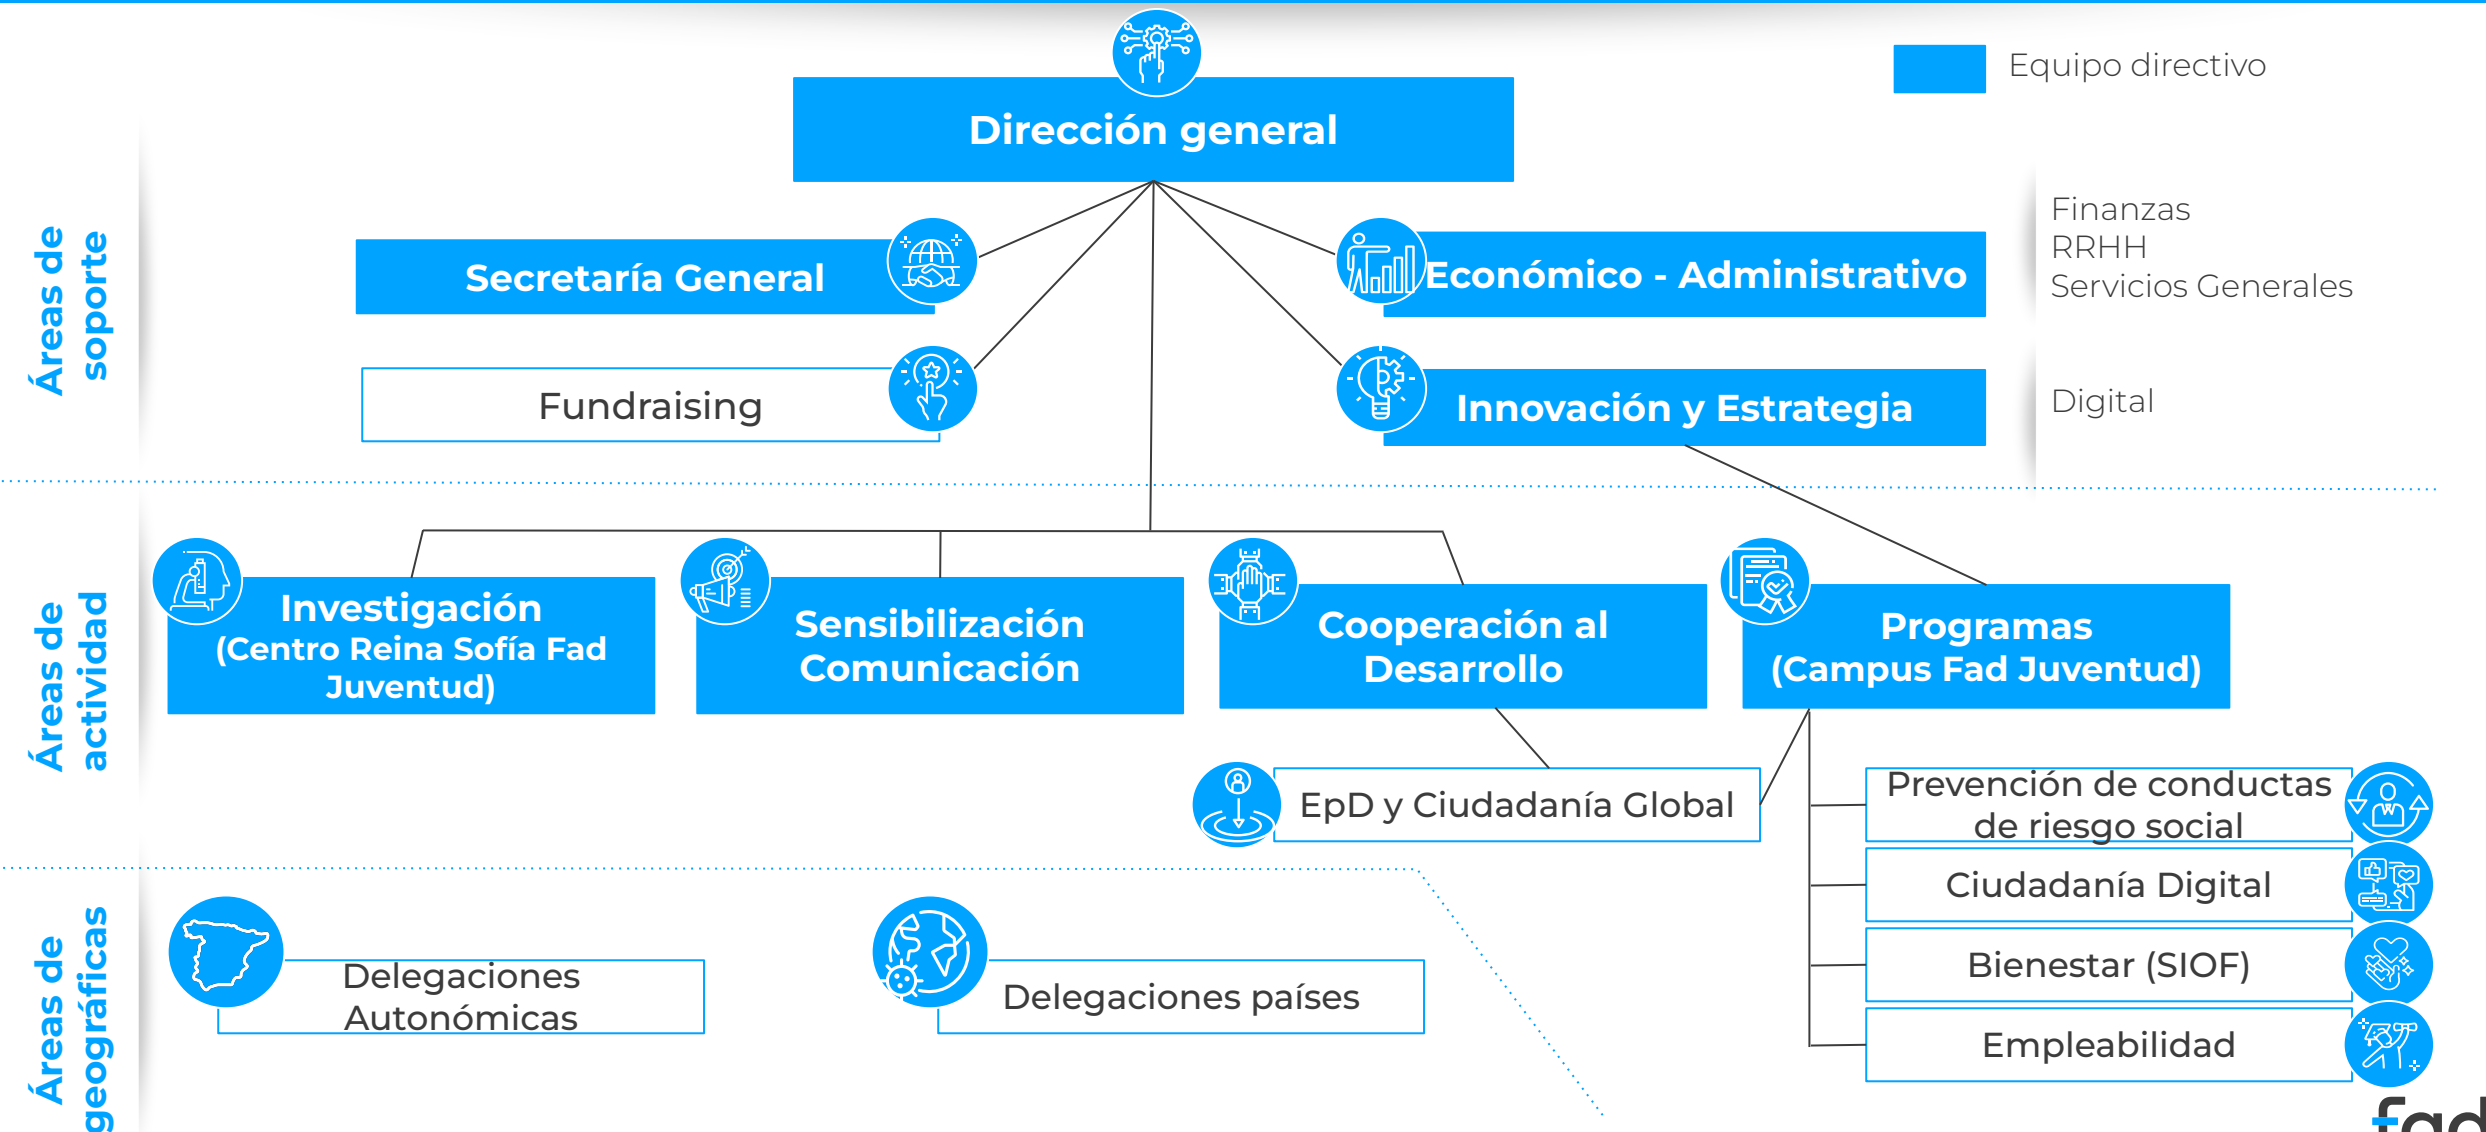 Equipo directivo
Dirección general
Áreas de
soporte
Secretaría General
Económico - Administrativo
Finanzas
RRHH
Servicios Generales
Fundraising
Innovación y Estrategia
Digital
Áreas de
actividad
Investigación
(Centro Reina Sofía Fad
Juventud)
Sensibilización
Comunicación
Cooperación al
Desarrollo
Programas
(Campus Fad Juventud)
EpD y Ciudadanía Global
Prevención de conductas
de riesgo social
Ciudadanía Digital
Bienestar (SIOF)
Empleabilidad
Áreas de
geográficas
Delegaciones
Autonómicas
Delegaciones países
fad